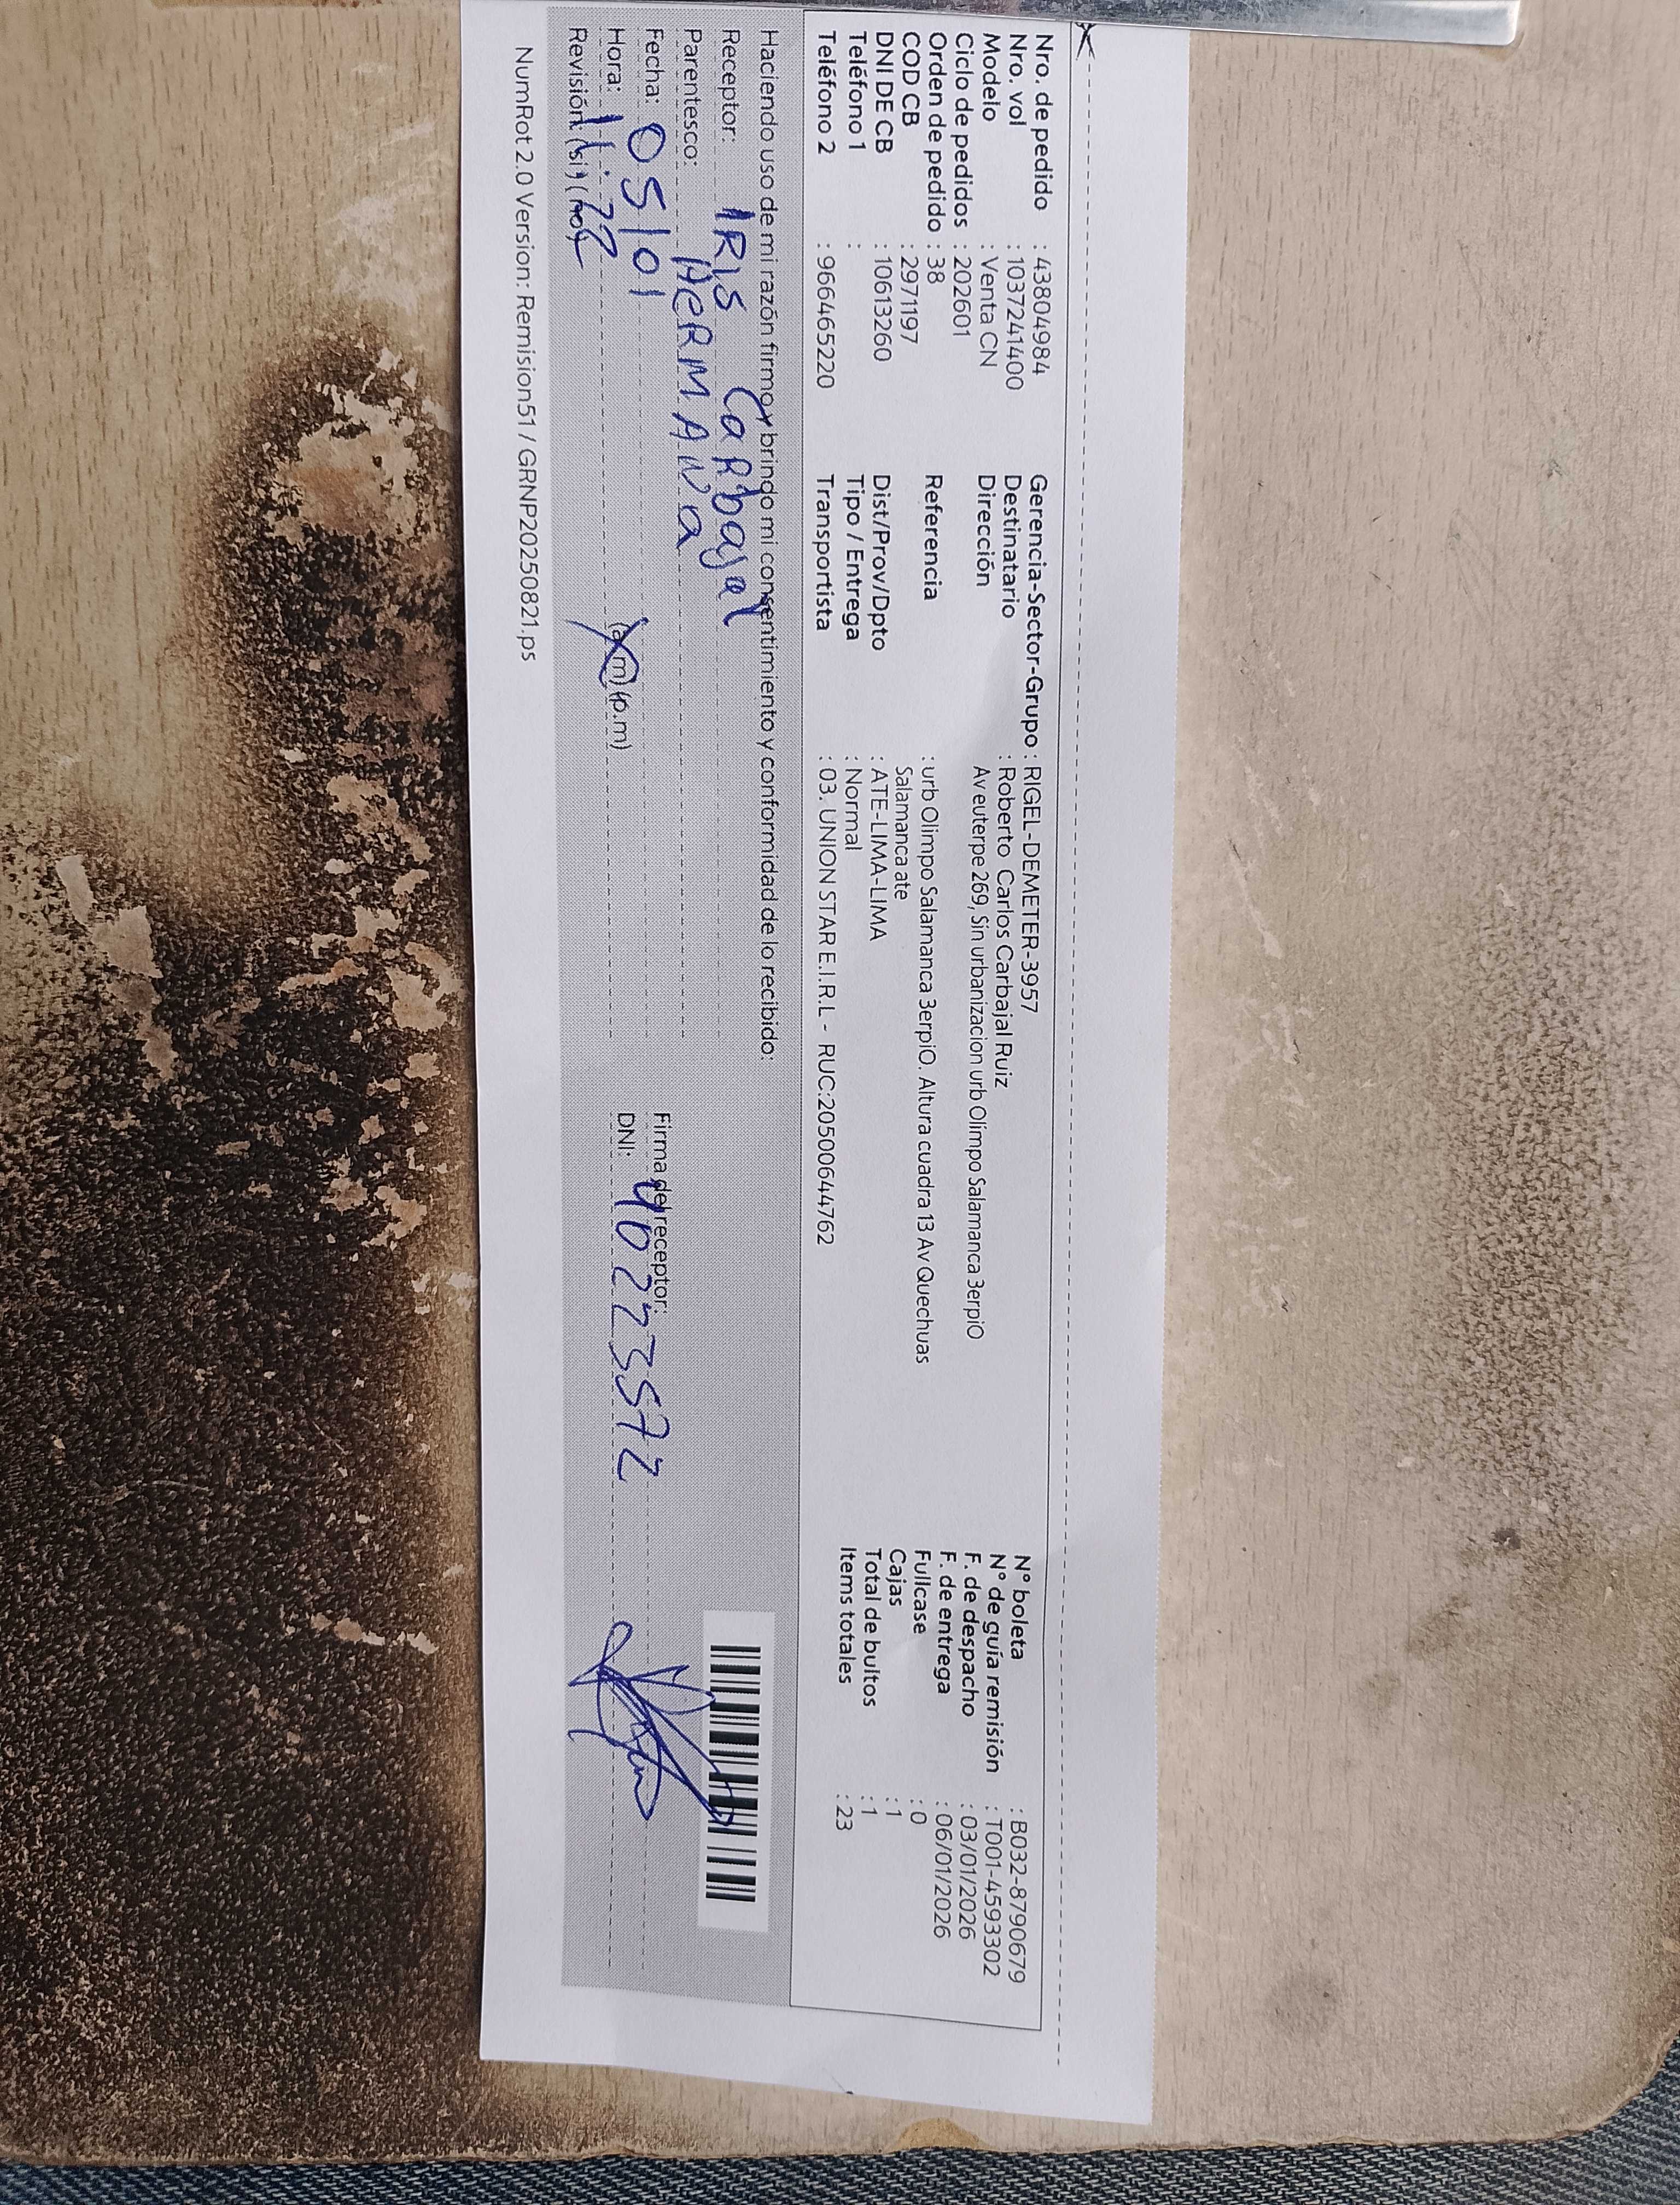 Nro. de pedido : 438049984
Nro. vol : 1037241400
Modelo : Venta CN
Ciclo de pedidos : 202601
Orden de pedido : 38
COD CB : 2971197
DNI DE CB : 10613260
Teléfono 1 :
Teléfono 2 : 966465220
Gerencia-Sector-Grupo : RIGEL-DEMETER-3957
Destinatario : Roberto Carlos Carbajal Ruiz
Dirección Av euterpe 269, Sin urbanizacion urb Olimpo Salamanca 3erpiO
Referencia : urb Olimpo Salamanca 3erpiO. Altura cuadra 13 Av Quechuas
Salamanca ate
Dist/Prov/Dpto : ATE-LIMA-LIMA
Tipo / Entrega : Normal
Transportista : 03. UNION STAR E.I.R.L - RUC:20500644762
N° boleta : B032-8790679
N° de guía remisión : T001-4593302
F. de despacho : 03/01/2026
F. de entrega : 06/01/2026
Fullcase : 0
Cajas : 1
Total de bultos : 1
Items totales : 23
Haciendo uso de mi razón firmo y brindo mi consentimiento y conformidad de lo recibido:
Receptor: IRIS CaRbajal
Parentesco: HeRMANa
Fecha: 05/01
Hora: 11:22 (a.m) (p.m)
Revisión: (si) (no)
Firma del receptor:
DNI: 40223572
NumRot 2.0 Version: Remision51 / GRNP20250821.ps